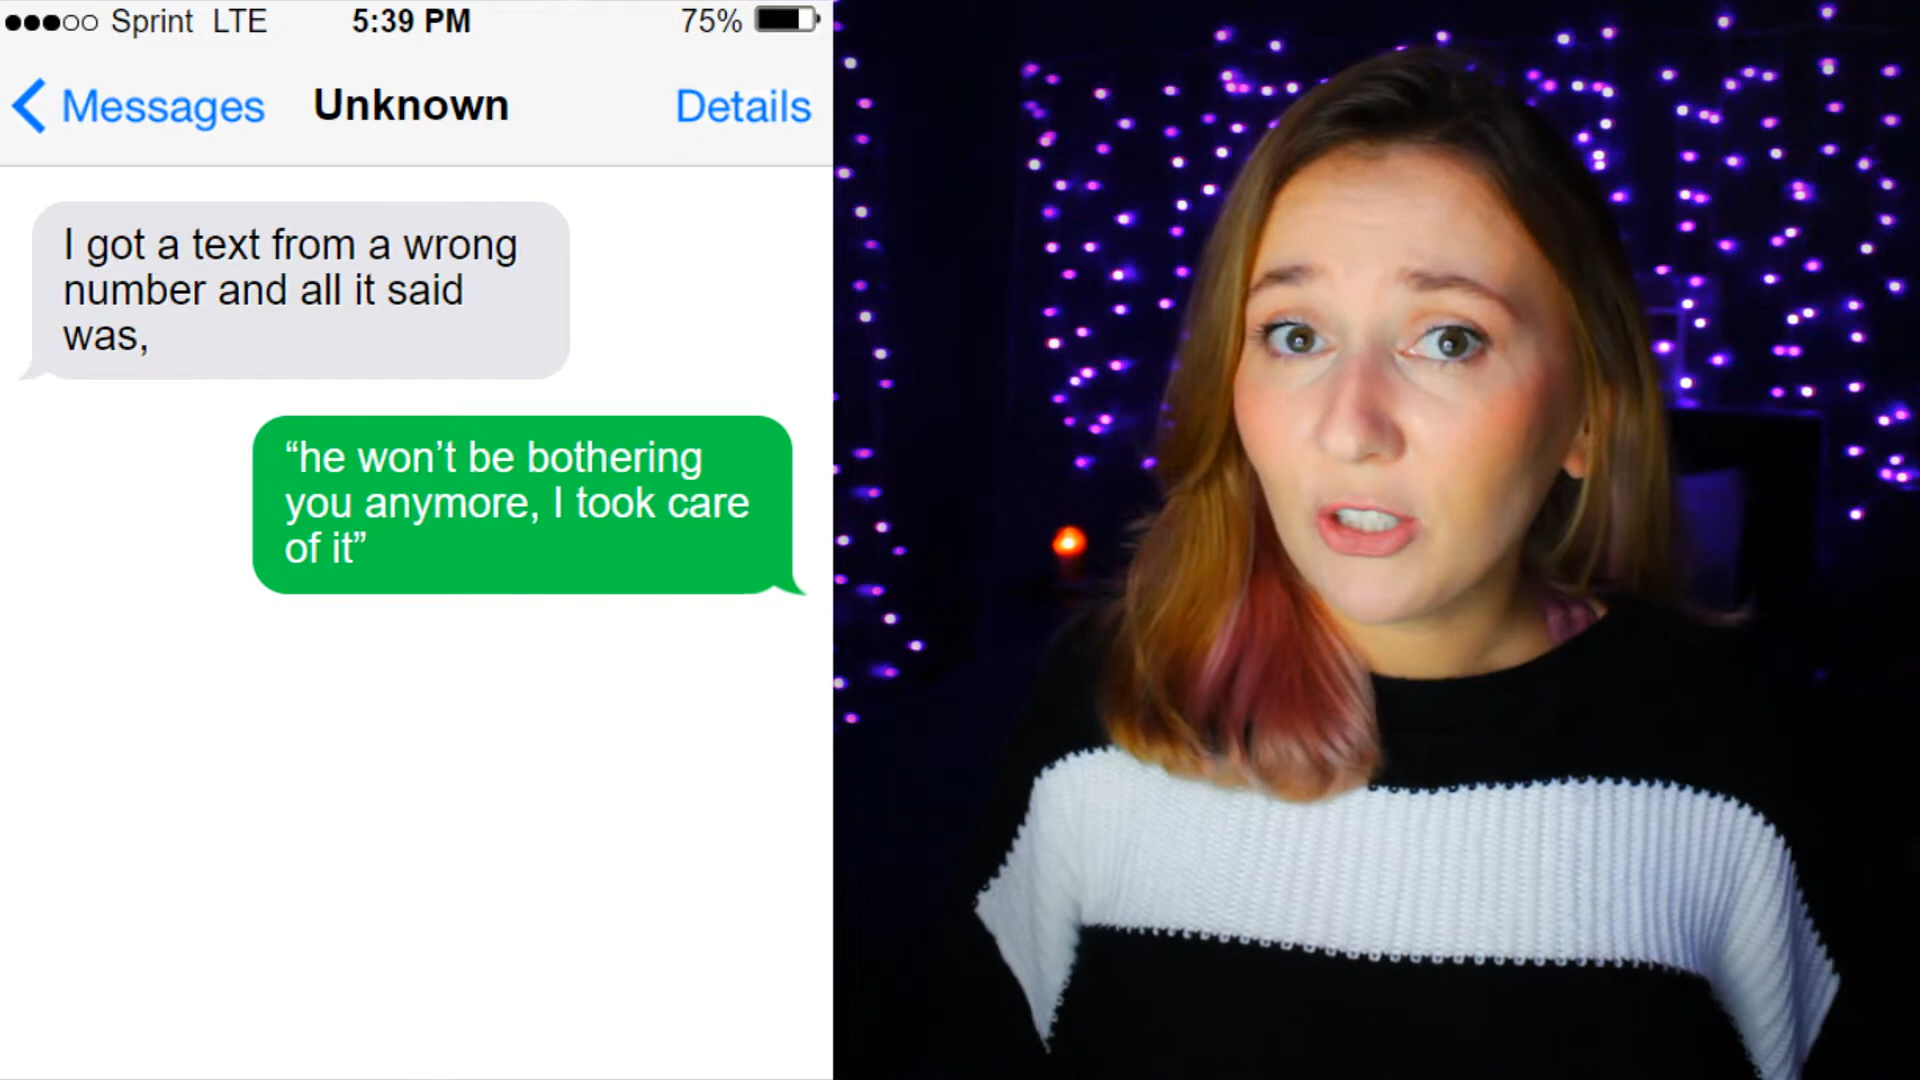 Sprint LTE 5:39 PM 75%
Messages Unknown Details
I got a text from a wrong
number and all it said
was,
“he won’t be bothering
you anymore, I took care
of it”